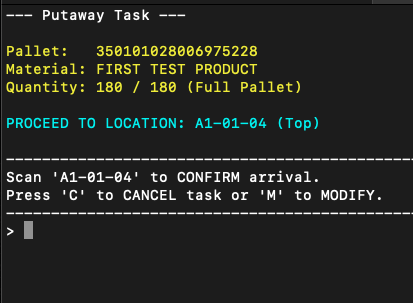 --- Putaway Task ---
Pallet: 350101028006975228
Material: FIRST TEST PRODUCT
Quantity: 180 / 180 (Full Pallet)
PROCEED TO LOCATION: A1-01-04 (Top)
--------------------------------------------
Scan 'A1-01-04' to CONFIRM arrival.
Press 'C' to CANCEL task or 'M' to MODIFY.
--------------------------------------------
>